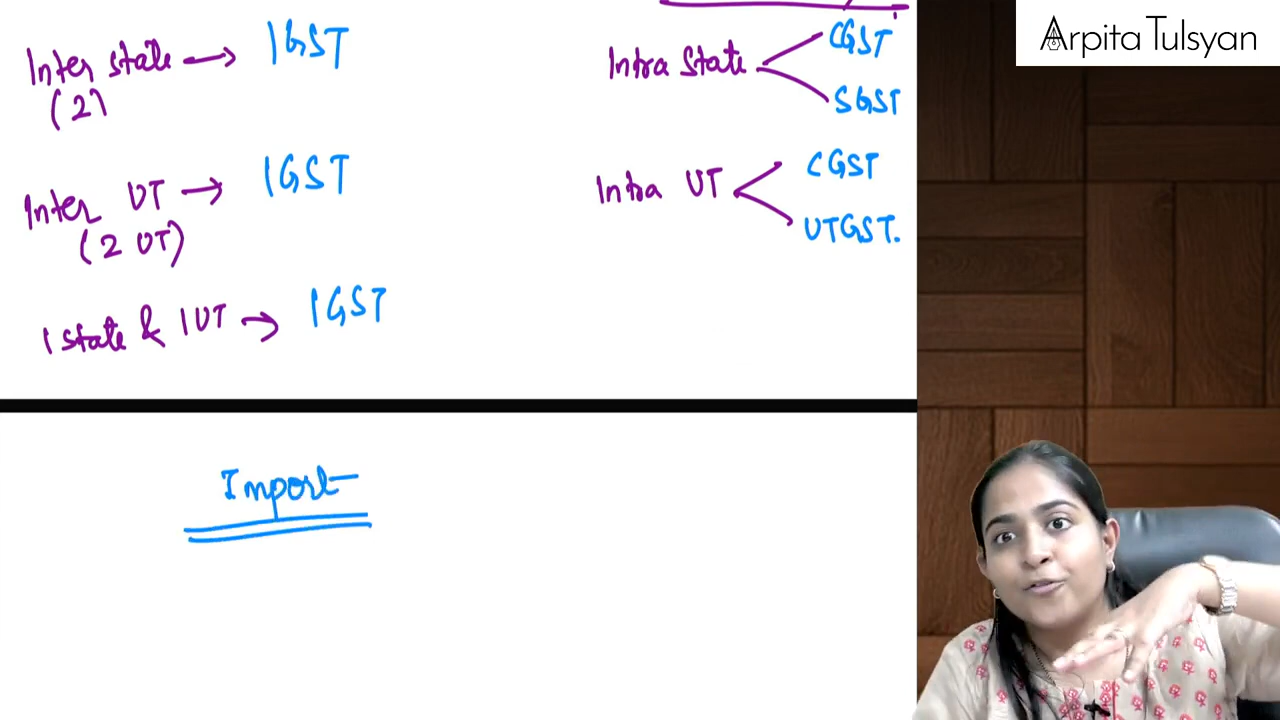 Arpita Tulsyan
Inter state → IGST
(2)
Inter UT → IGST
(2 UT)
1 state & 1 UT → IGST
Intra State
CGST
SGST
Intra UT
CGST
UTGST.
Import